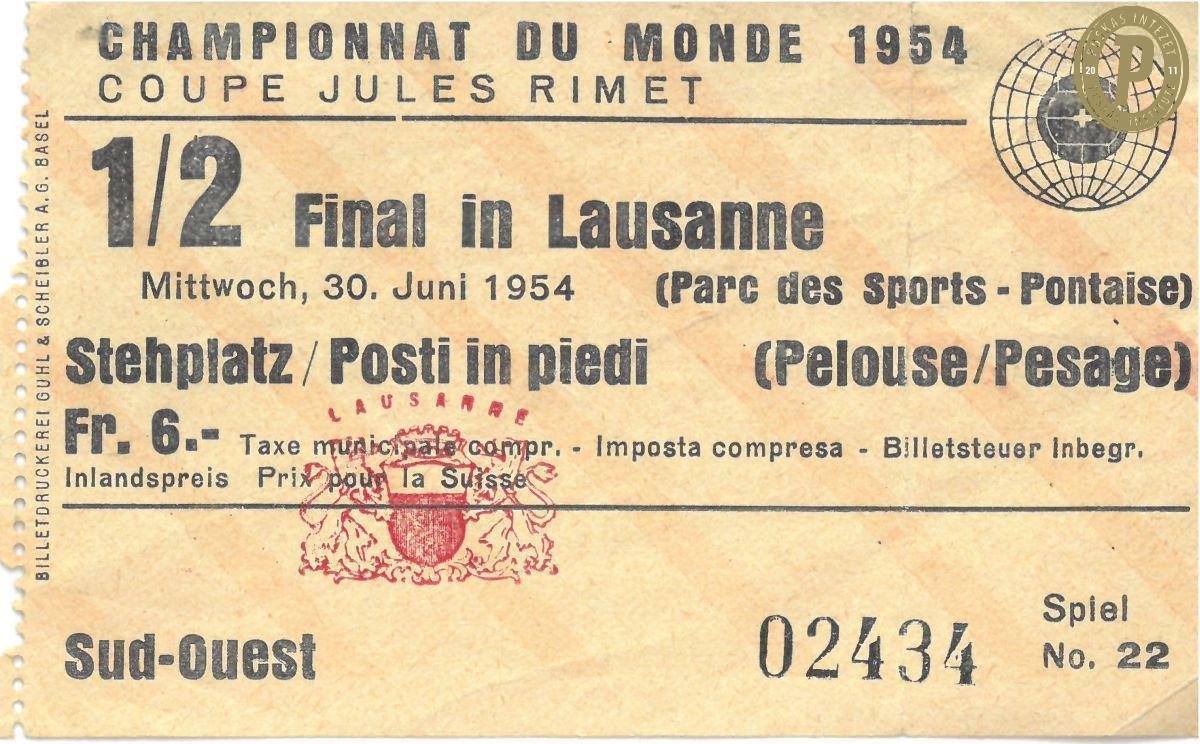 CHAMPIONNAT DU MONDE 1954
COUPE JULES RIMET
1/2 Final in Lausanne
Mittwoch, 30. Juni 1954 (Parc des Sports - Pontaise)
Stehplatz / Posti in piedi (Pelouse/Pesage)
LAUSANNE
Fr. 6.- Taxe municipale compr. - Imposta compresa - Billetsteuer Inbegr.
Inlandspreis Prix pour la Suisse
Sud-Ouest
02434
Spiel
No. 22
BILLETDRUCKEREI GUHL & SCHEIBLER A.G. BASEL
P
20 11